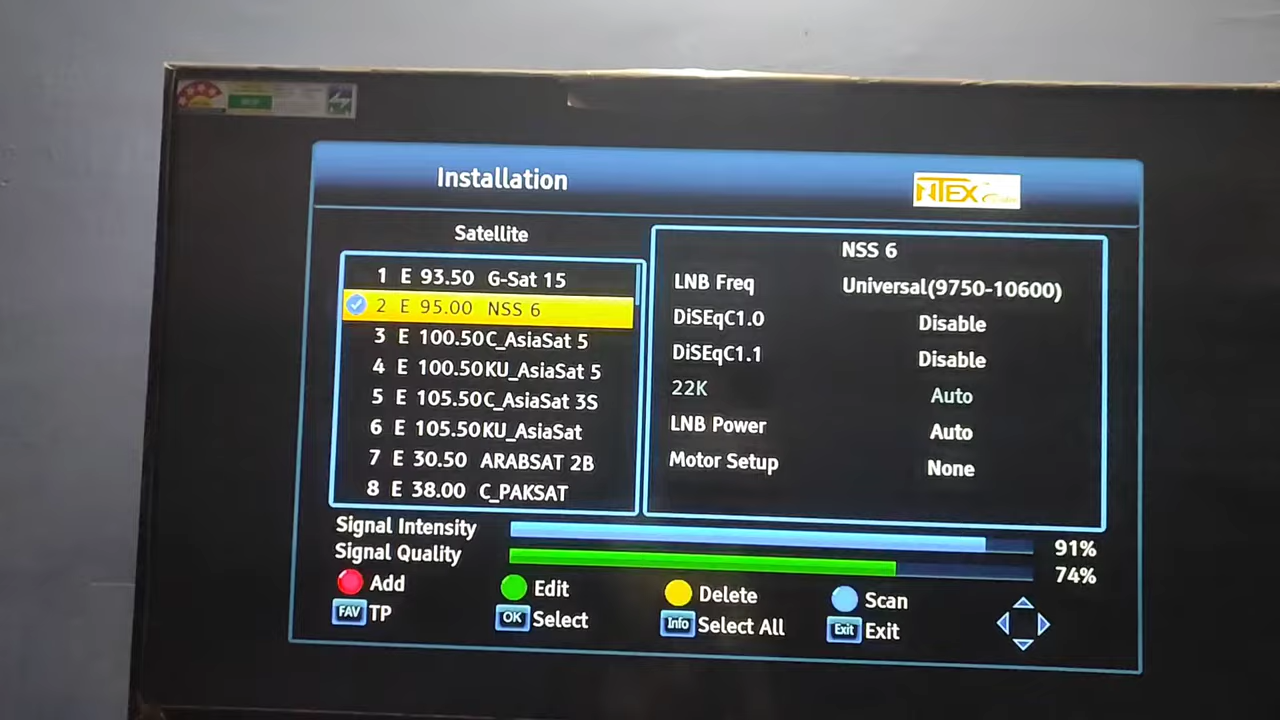 Installation
NTEX
Satellite
1 E 93.50 G-Sat 15
2 E 95.00 NSS 6
3 E 100.50C_AsiaSat 5
4 E 100.50KU_AsiaSat 5
5 E 105.50C_AsiaSat 3S
6 E 105.50KU_AsiaSat
7 E 30.50 ARABSAT 2B
8 E 38.00 C_PAKSAT
NSS 6
LNB Freq Universal(9750-10600)
DiSEqC1.0 Disable
DiSEqC1.1 Disable
22K Auto
LNB Power Auto
Motor Setup None
Signal Intensity 91%
Signal Quality 74%
Add Edit Delete Scan
FAV TP OK Select Info Select All Exit Exit